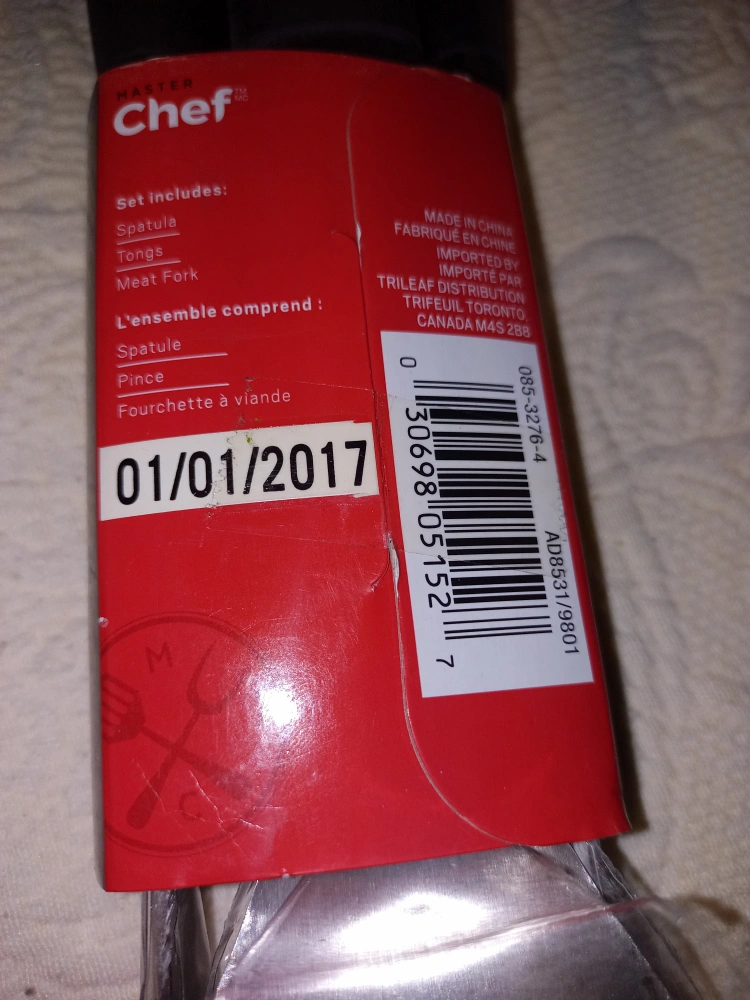 MASTER
Chef TM
MC
Set includes:
Spatula
Tongs
Meat Fork
L'ensemble comprend :
Spatule
Pince
Fourchette à viande
01/01/2017
M
C
MADE IN CHINA
FABRIQUÉ EN CHINE
IMPORTED BY
IMPORTÉ PAR
TRILEAF DISTRIBUTION
TRIFEUIL TORONTO
CANADA M4S 2B8
085-3276-4
AD8531/9801
0 30698 05152 7